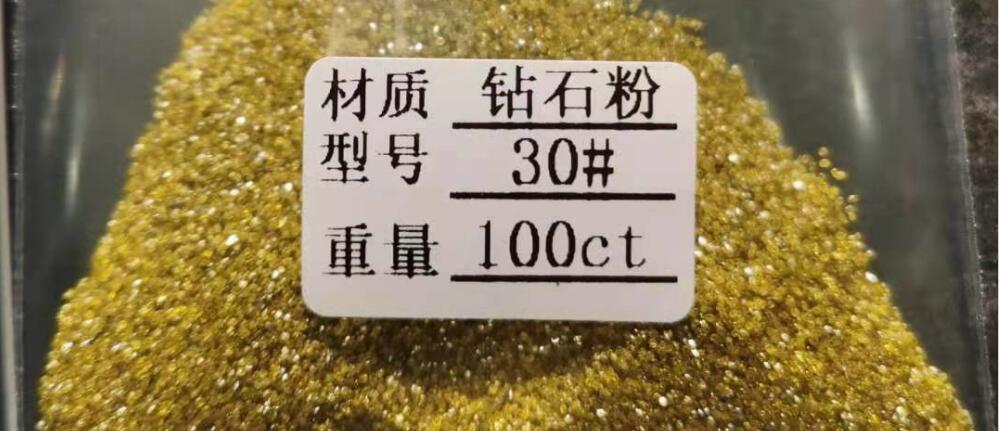 材质 钻石粉
型号 30#
重量 100ct